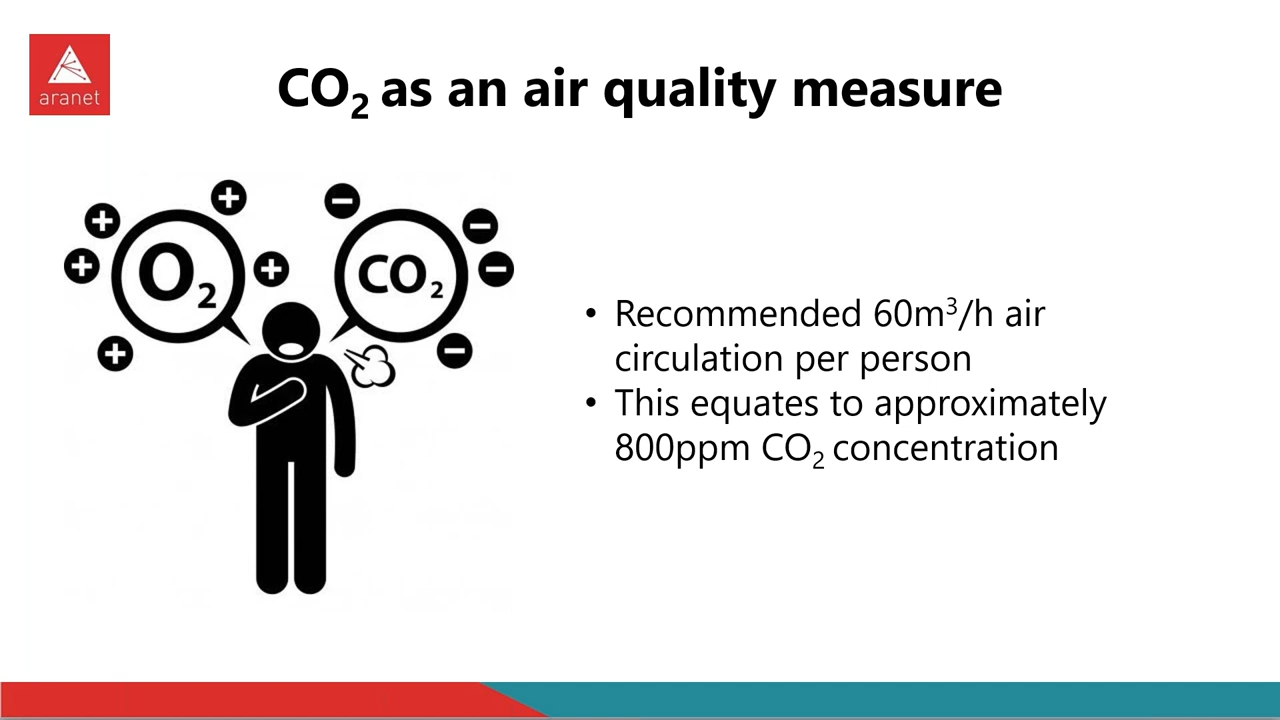 aranet
CO₂ as an air quality measure
O₂
CO₂
• Recommended 60m³/h air
circulation per person
• This equates to approximately
800ppm CO₂ concentration